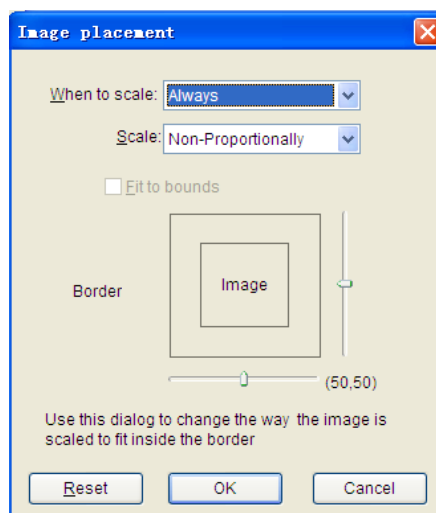 Image placement
When to scale: Always
Scale: Non-Proportionally
Fit to bounds
Border
Image
(50,50)
Use this dialog to change the way the image is
scaled to fit inside the border
Reset OK Cancel